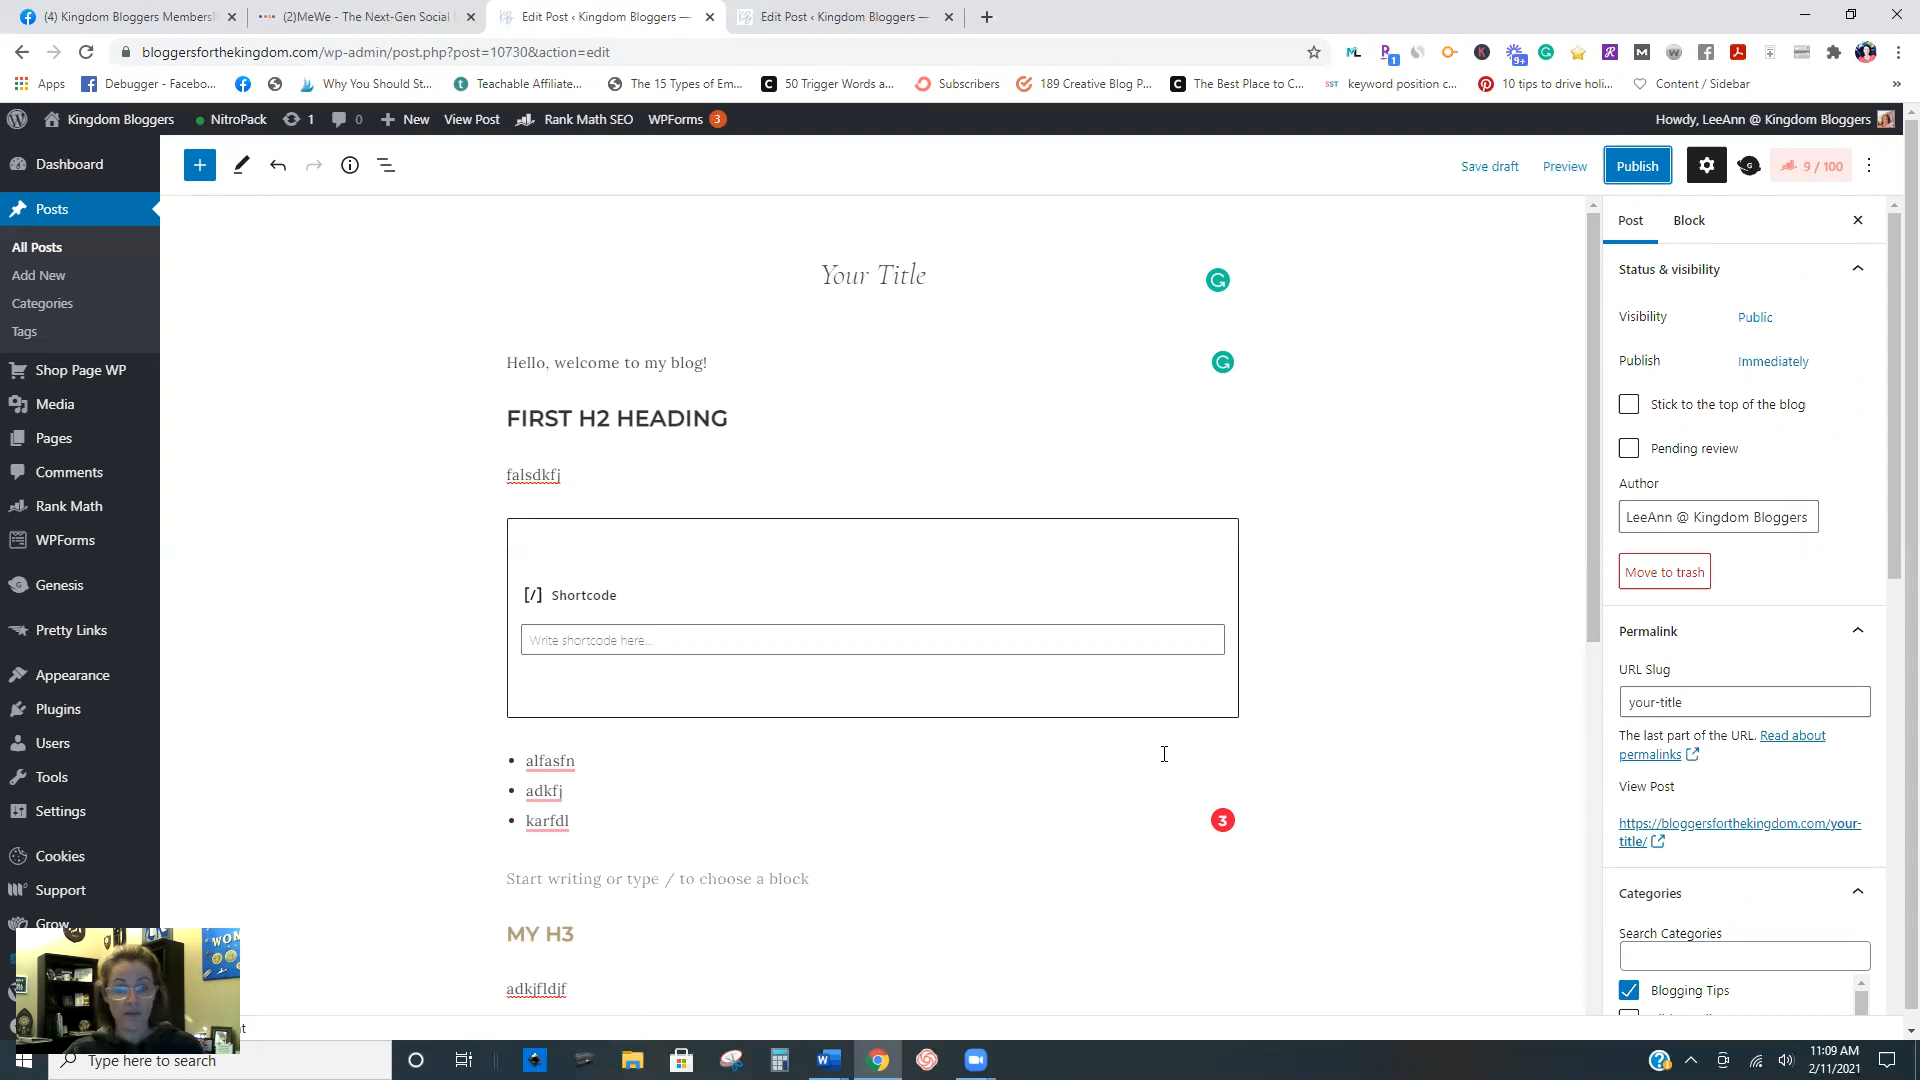 (4) Kingdom Bloggers Membersh
(2)MeWe - The Next-Gen Social
Edit Post ‹ Kingdom Bloggers —
Edit Post ‹ Kingdom Bloggers —
bloggersforthekingdom.com/wp-admin/post.php?post=10730&action=edit
Apps
Debugger - Facebo...
Why You Should St...
Teachable Affiliate...
The 15 Types of Em...
50 Trigger Words a...
Subscribers
189 Creative Blog P...
The Best Place to C...
SST keyword position c...
10 tips to drive holi...
Content / Sidebar
»
Kingdom Bloggers
NitroPack
1
0
New
View Post
Rank Math SEO
WPForms 3
Howdy, LeeAnn @ Kingdom Bloggers
Dashboard
Posts
All Posts
Add New
Categories
Tags
Shop Page WP
Media
Pages
Comments
Rank Math
WPForms
Genesis
Pretty Links
Appearance
Plugins
Users
Tools
Settings
Cookies
Support
Grow
Save draft
Preview
Publish
9 / 100
Your Title
Hello, welcome to my blog!
FIRST H2 HEADING
falsdkfj
[/] Shortcode
Write shortcode here...
alfasfn
adkfj
karfdl
3
Start writing or type / to choose a block
MY H3
adkjfldjf
Post
Block
Status & visibility
Visibility
Public
Publish
Immediately
Stick to the top of the blog
Pending review
Author
LeeAnn @ Kingdom Bloggers
Move to trash
Permalink
URL Slug
your-title
The last part of the URL. Read about
permalinks
View Post
https://bloggersforthekingdom.com/your-
title/
Categories
Search Categories
Blogging Tips
WOM
Type here to search
11:09 AM
2/11/2021